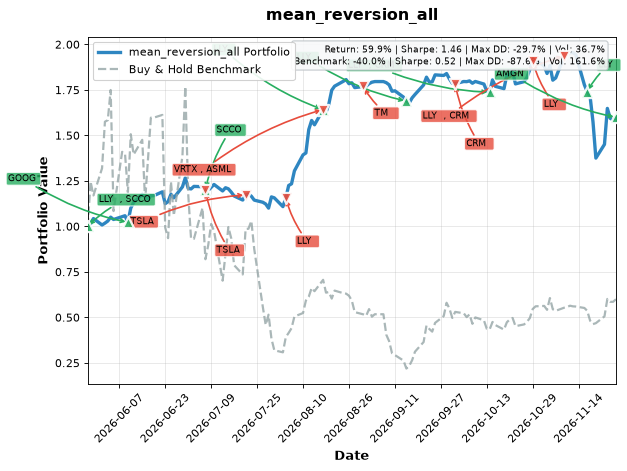 mean_reversion_all
mean_reversion_all Portfolio
Buy & Hold Benchmark
Return: 59.9% | Sharpe: 1.46 | Max DD: -29.7% | Vol: 36.7%
Benchmark: -40.0% | Sharpe: 0.52 | Max DD: -87.6% | Vol: 161.6%
AMGN
TM
LLY
LLY , CRM
SCCO
CRM
VRTX , ASML
GOOG
LLY , SCCO
TSLA
TSLA
LLY
Portfolio Value
2.00
1.75
1.50
1.25
1.00
0.75
0.50
0.25
2026-06-07
2026-06-23
2026-07-09
2026-07-25
2026-08-10
2026-08-26
2026-09-11
2026-09-27
2026-10-13
2026-10-29
2026-11-14
Date